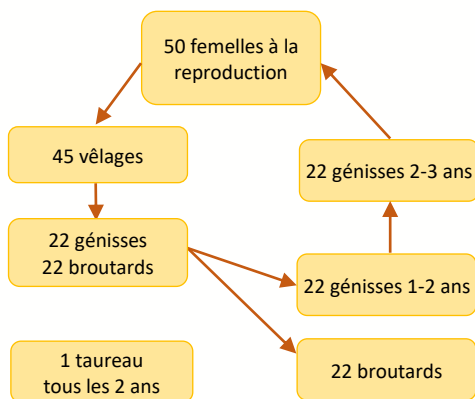 50 femelles à la
reproduction
45 vêlages
22 génisses 2-3 ans
22 génisses
22 broutards
22 génisses 1-2 ans
1 taureau
tous les 2 ans
22 broutards